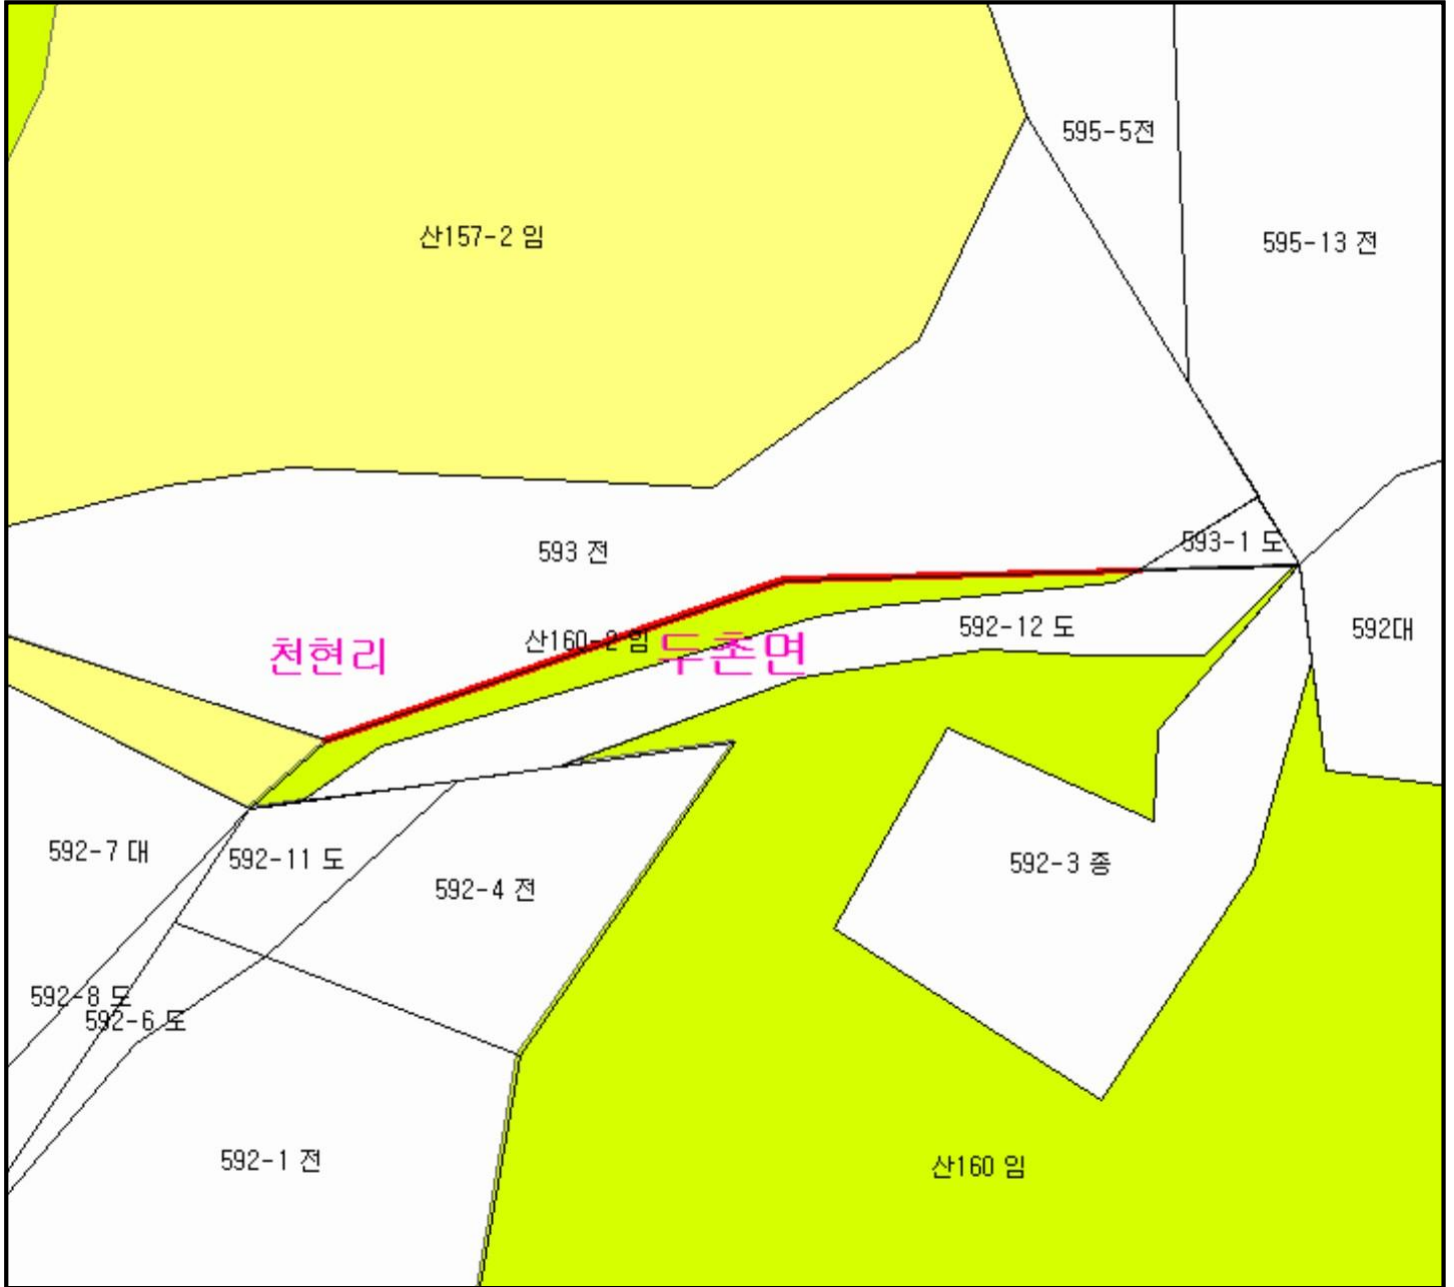 595-5전
산157-2 임
595-13 전
593 전
593-1 도
592-12 도
592대
산160-2 임
천현리
두촌면
592-7 대
592-11 도
592-4 전
592-3 종
592-8 도
592-6 도
592-1 전
산160 임